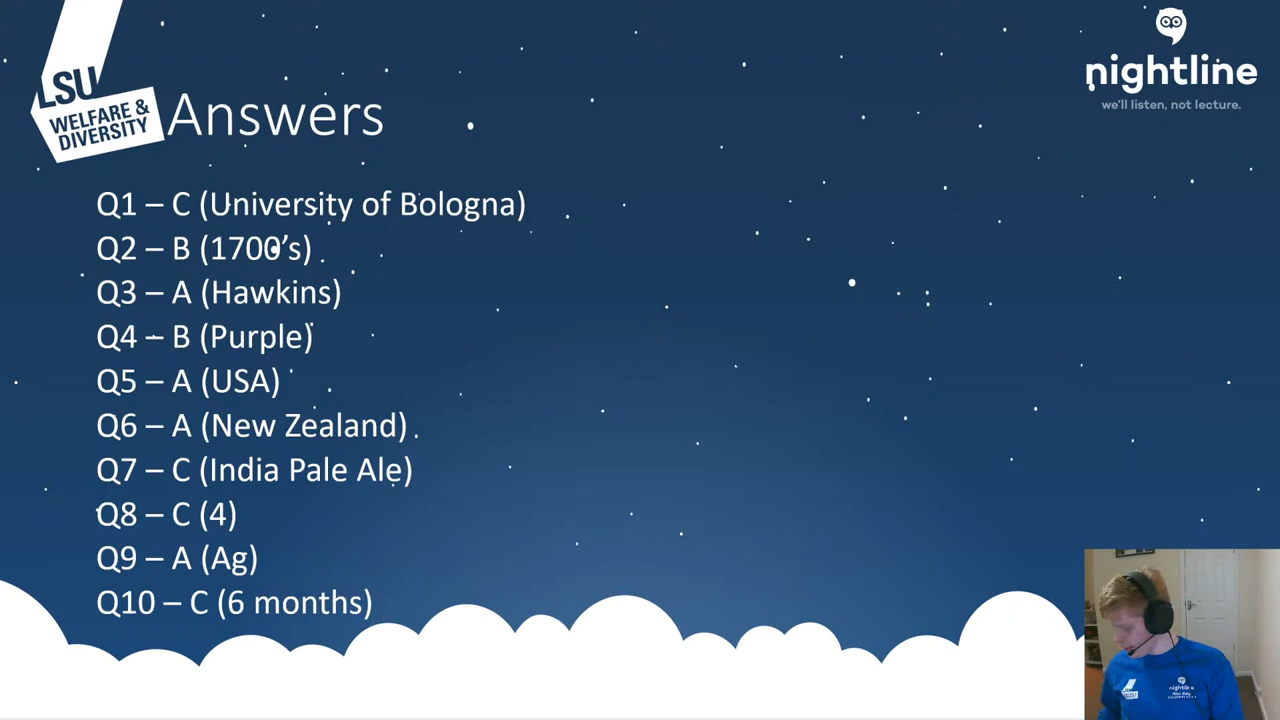 LSU
WELFARE &
DIVERSITY
nightline
we'll listen, not lecture.
Answers
Q1 – C (University of Bologna)
Q2 – B (1700’s)
Q3 – A (Hawkins)
Q4 – B (Purple)
Q5 – A (USA)
Q6 – A (New Zealand)
Q7 – C (India Pale Ale)
Q8 – C (4)
Q9 – A (Ag)
Q10 – C (6 months)
nightline